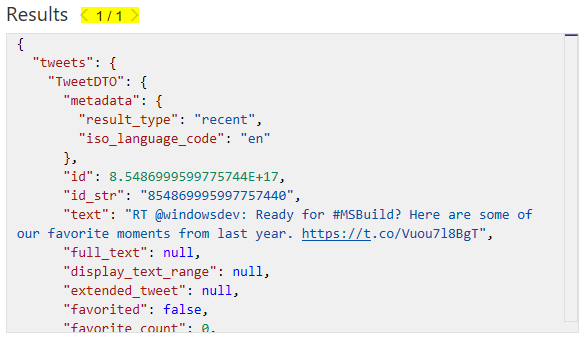 Results < 1 / 1 >
{
"tweets": {
"TweetDTO": {
"metadata": {
"result_type": "recent",
"iso_language_code": "en"
},
"id": 8.5486999599775744E+17,
"id_str": "854869995997757440",
"text": "RT @windowsdev: Ready for #MSBuild? Here are some of
our favorite moments from last year. https://t.co/Vuou7l8BgT",
"full_text": null,
"display_text_range": null,
"extended_tweet": null,
"favorited": false,
"favorite_count": 0,